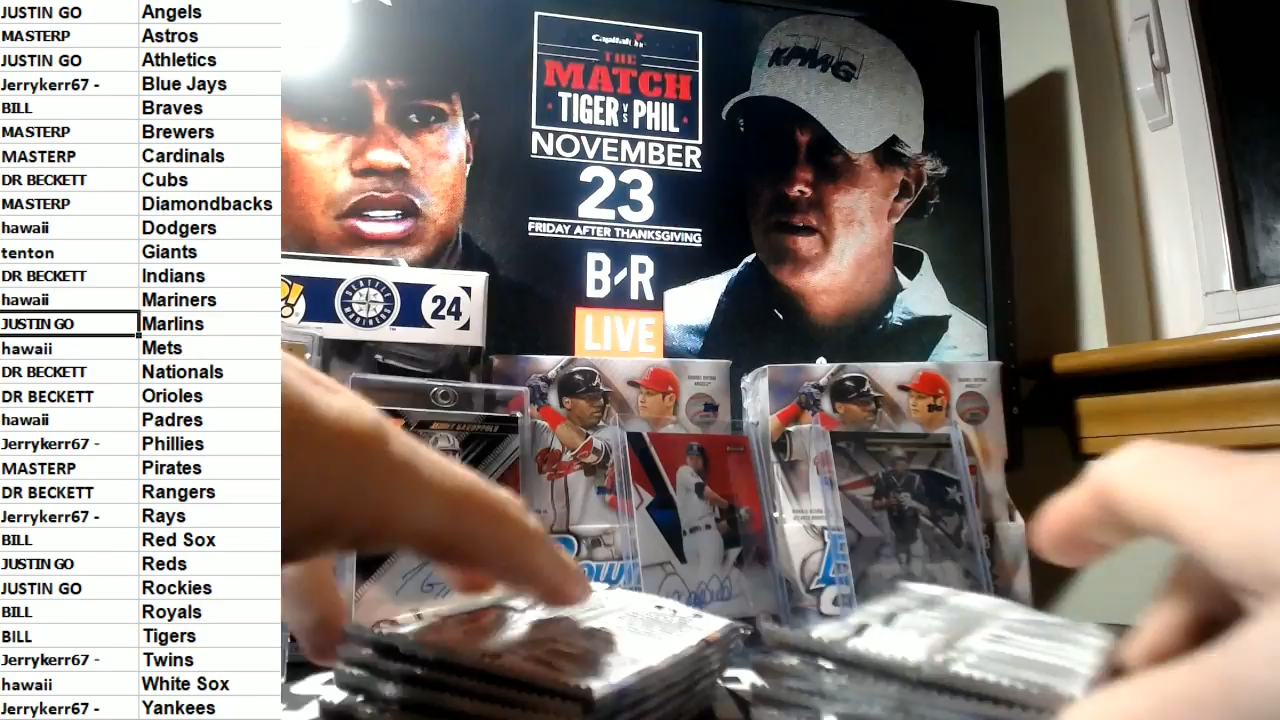 JUSTIN GO Angels
MASTERP Astros
JUSTIN GO Athletics
Jerrykerr67 - Blue Jays
BILL Braves
MASTERP Brewers
MASTERP Cardinals
DR BECKETT Cubs
MASTERP Diamondbacks
hawaii Dodgers
tenton Giants
DR BECKETT Indians
hawaii Mariners
JUSTIN GO Marlins
hawaii Mets
DR BECKETT Nationals
DR BECKETT Orioles
hawaii Padres
Jerrykerr67 - Phillies
MASTERP Pirates
DR BECKETT Rangers
Jerrykerr67 - Rays
BILL Red Sox
JUSTIN GO Reds
JUSTIN GO Rockies
BILL Royals
BILL Tigers
Jerrykerr67 - Twins
hawaii White Sox
Jerrykerr67 - Yankees
Capital One
THE
MATCH
TIGER VS PHIL
NOVEMBER
23
FRIDAY AFTER THANKSGIVING
B-R
LIVE
KPMG
SEATTLE
MARINERS
24
JIMMY GAROPPOLO